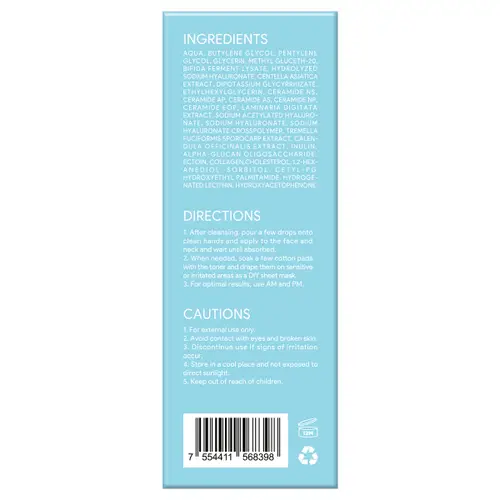 INGREDIENTS
AQUA, BUTYLENE GLYCOL, PENTYLENE
GLYCOL, GLYCERIN, METHYL GLUCETH-20,
BIFIDA FERMENT LYSATE, HYDROLYZED
SODIUM HYALURONATE, CENTELLA ASIATICA
EXTRACT, DIPOTASSIUM GLYCYRRHIZATE,
ETHYLHEXYLGLYCERIN, CERAMIDE NS,
CERAMIDE AP, CERAMIDE AS, CERAMIDE NP,
CERAMIDE EOP, LAMINARIA DIGITATA
EXTRACT, SODIUM ACETYLATED HYALURO-
NATE, SODIUM HYALURONATE, SODIUM
HYALURONATE CROSSPOLYMER, TREMELLA
FUCIFORMIS SPOROCARP EXTRACT, CALEN-
DULA OFFICINALIS EXTRACT, INULIN,
ALPHA-GLUCAN OLIGOSACCHARIDE,
ECTOIN, COLLAGEN, CHOLESTEROL, 1,2-HEX-
ANEDIOL, SORBITOL, CETYL-PG
HYDROXYETHYL PALMITAMIDE, HYDROGE-
NATED LECITHIN, HYDROXYACETOPHENONE
DIRECTIONS
1. After cleansing, pour a few drops onto
clean hands and apply to the face and
neck and wait until absorbed.
2. When needed, soak a few cotton pads
with the toner and drape them on sensitive
or irritated areas as a DIY sheet mask.
3. For optimal results, use AM and PM.
CAUTIONS
1. For external use only.
2. Avoid contact with eyes and broken skin.
3. Discontinue use if signs of irritation
occur.
4. Store in a cool place and not exposed to
direct sunlight.
5. Keep out of reach of children.
12M
7 554411 568398